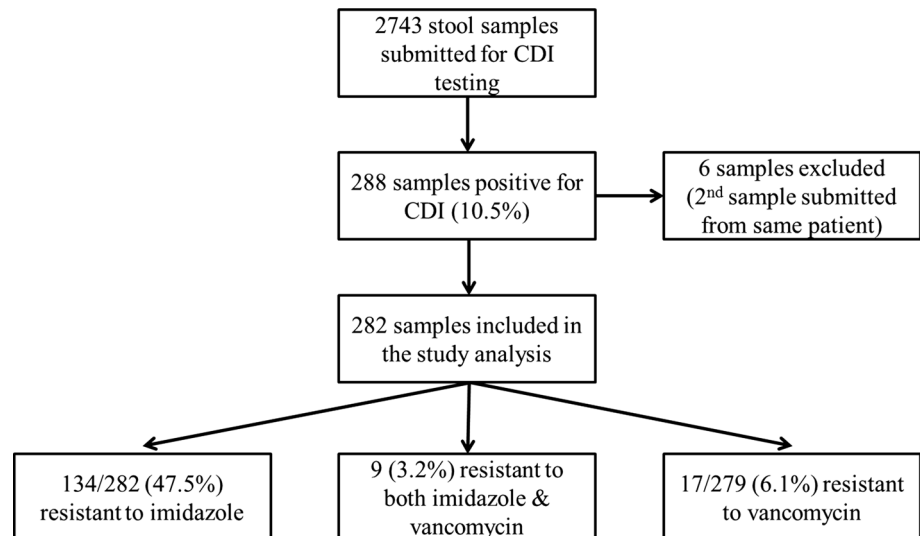 2743 stool samples
submitted for CDI
testing
288 samples positive for
CDI (10.5%)
6 samples excluded
(2nd sample submitted
from same patient)
282 samples included in
the study analysis
134/282 (47.5%)
resistant to imidazole
9 (3.2%) resistant to
both imidazole &
vancomycin
17/279 (6.1%) resistant
to vancomycin